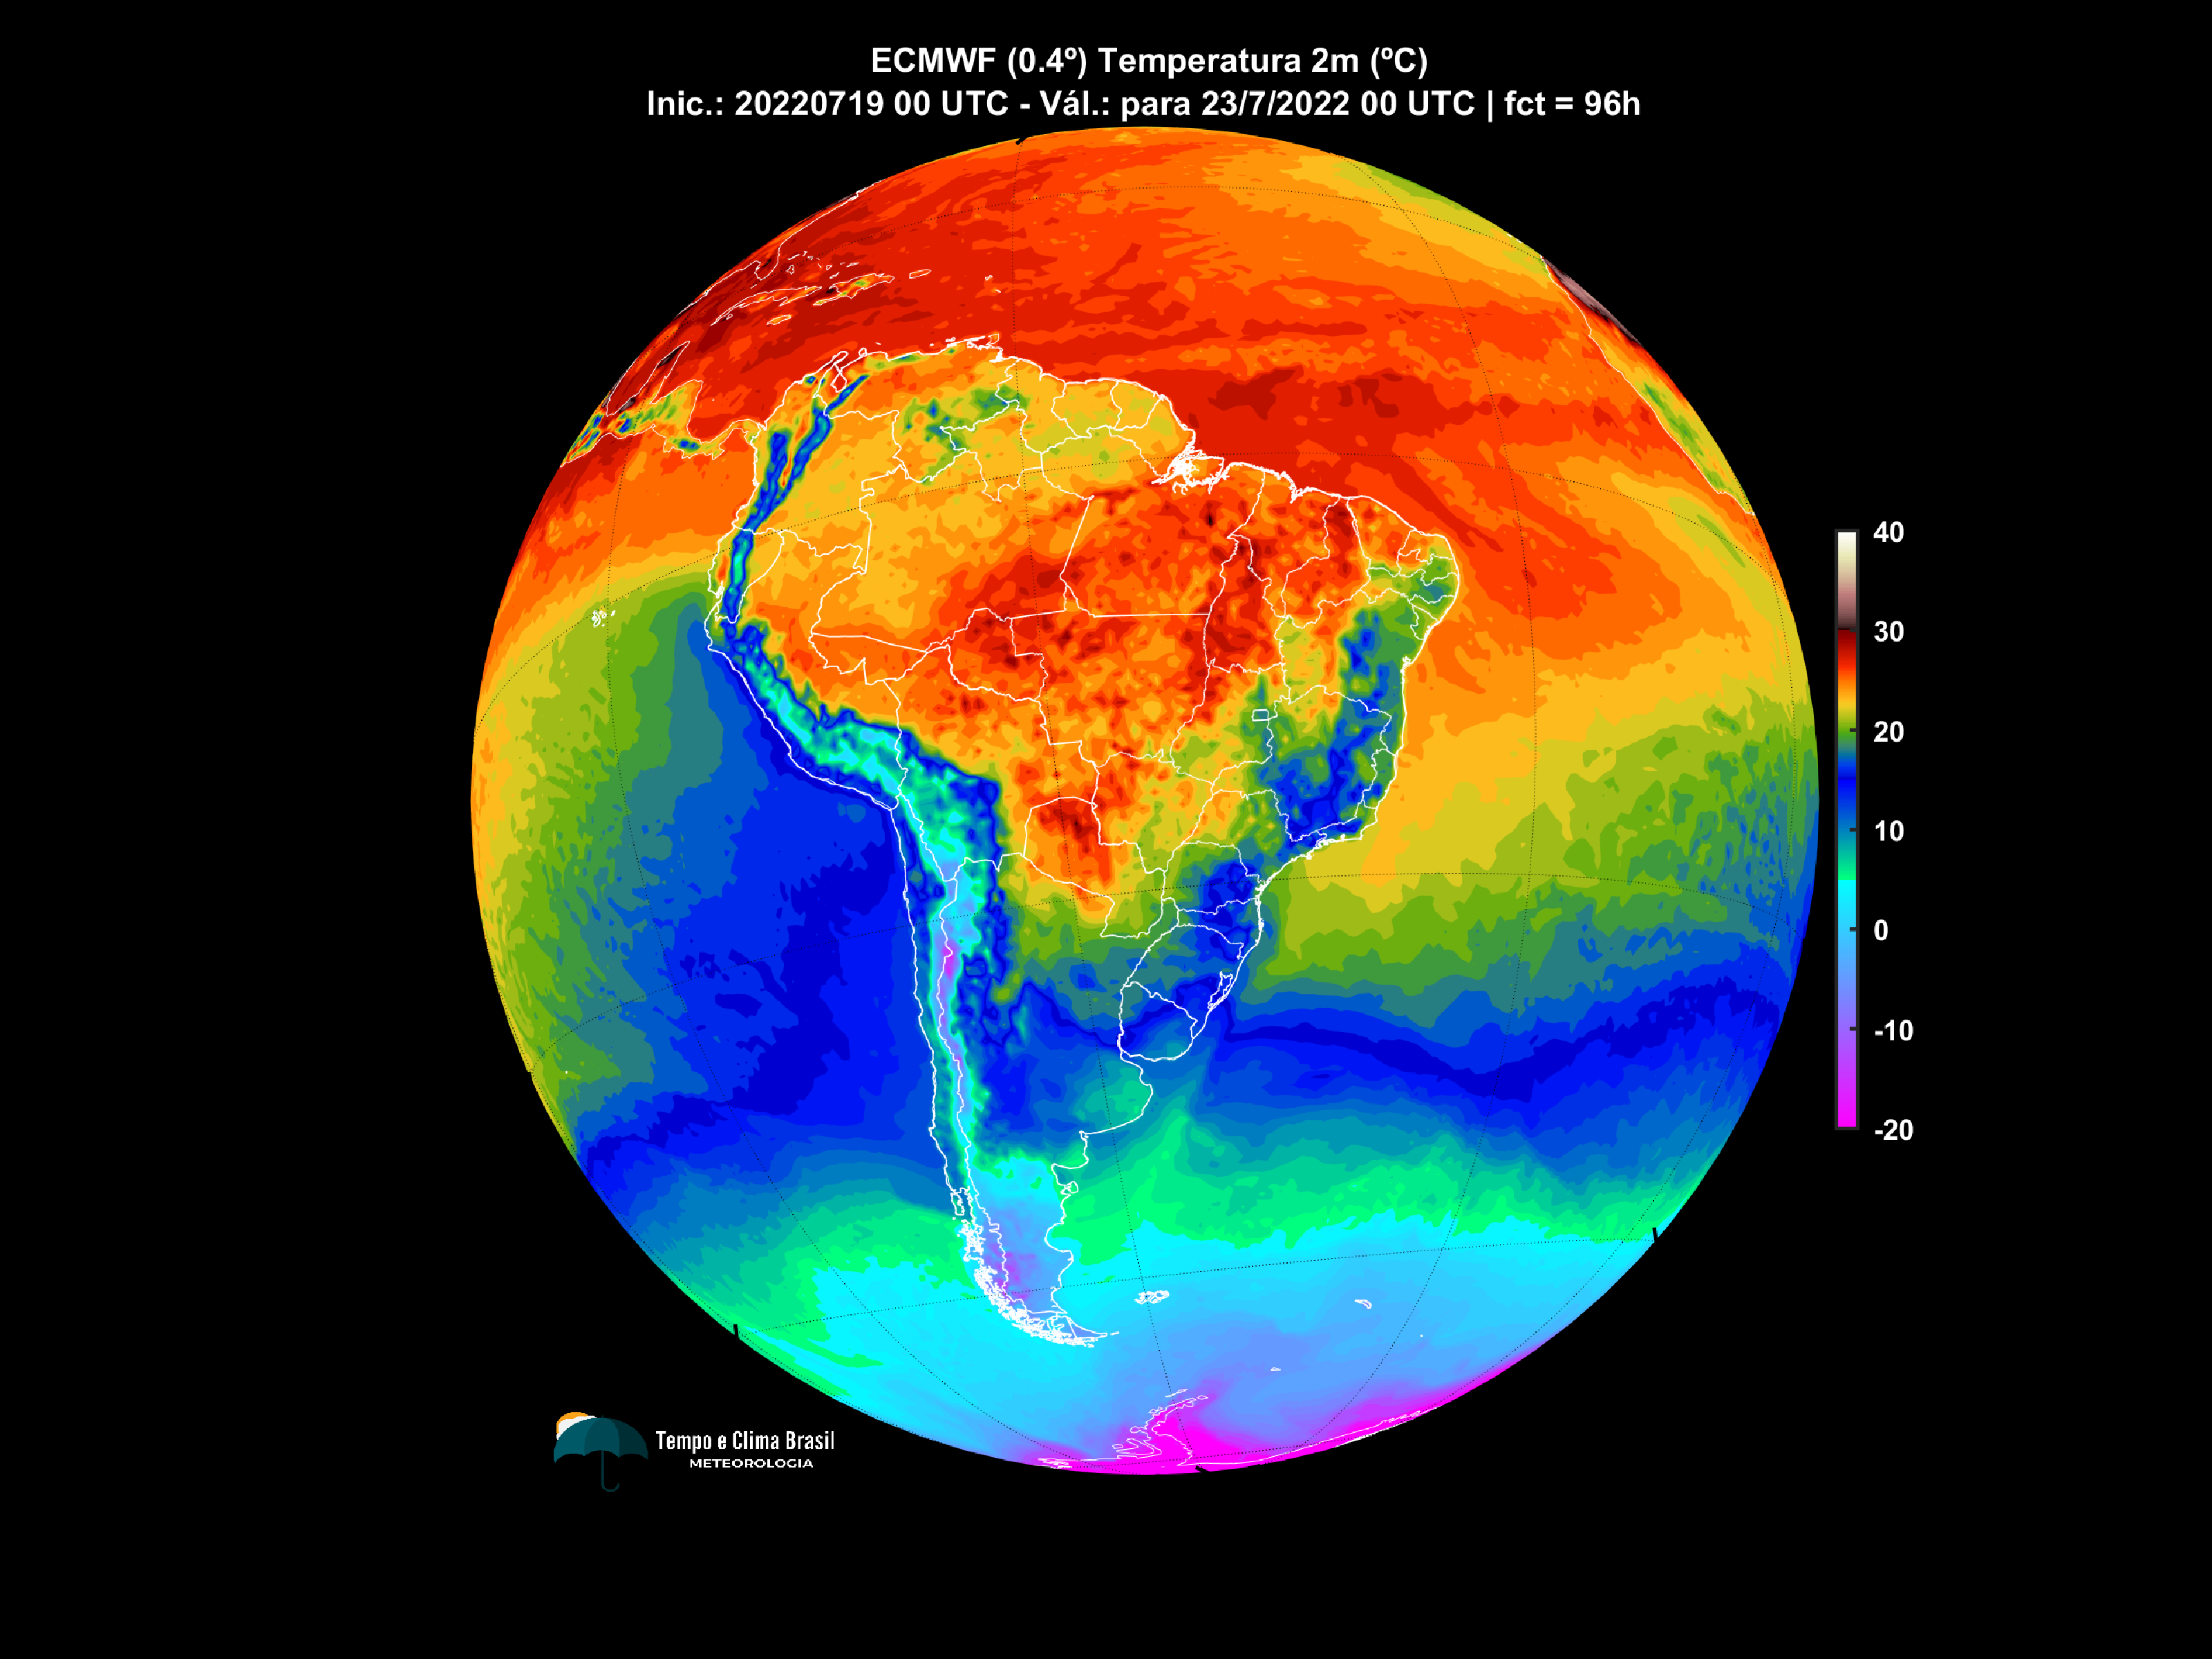 ECMWF (0.4º) Temperatura 2m (ºC)
Inic.: 20220719 00 UTC - Vál.: para 23/7/2022 00 UTC | fct = 96h
40
30
20
10
0
-10
-20
Tempo e Clima Brasil
METEOROLOGIA